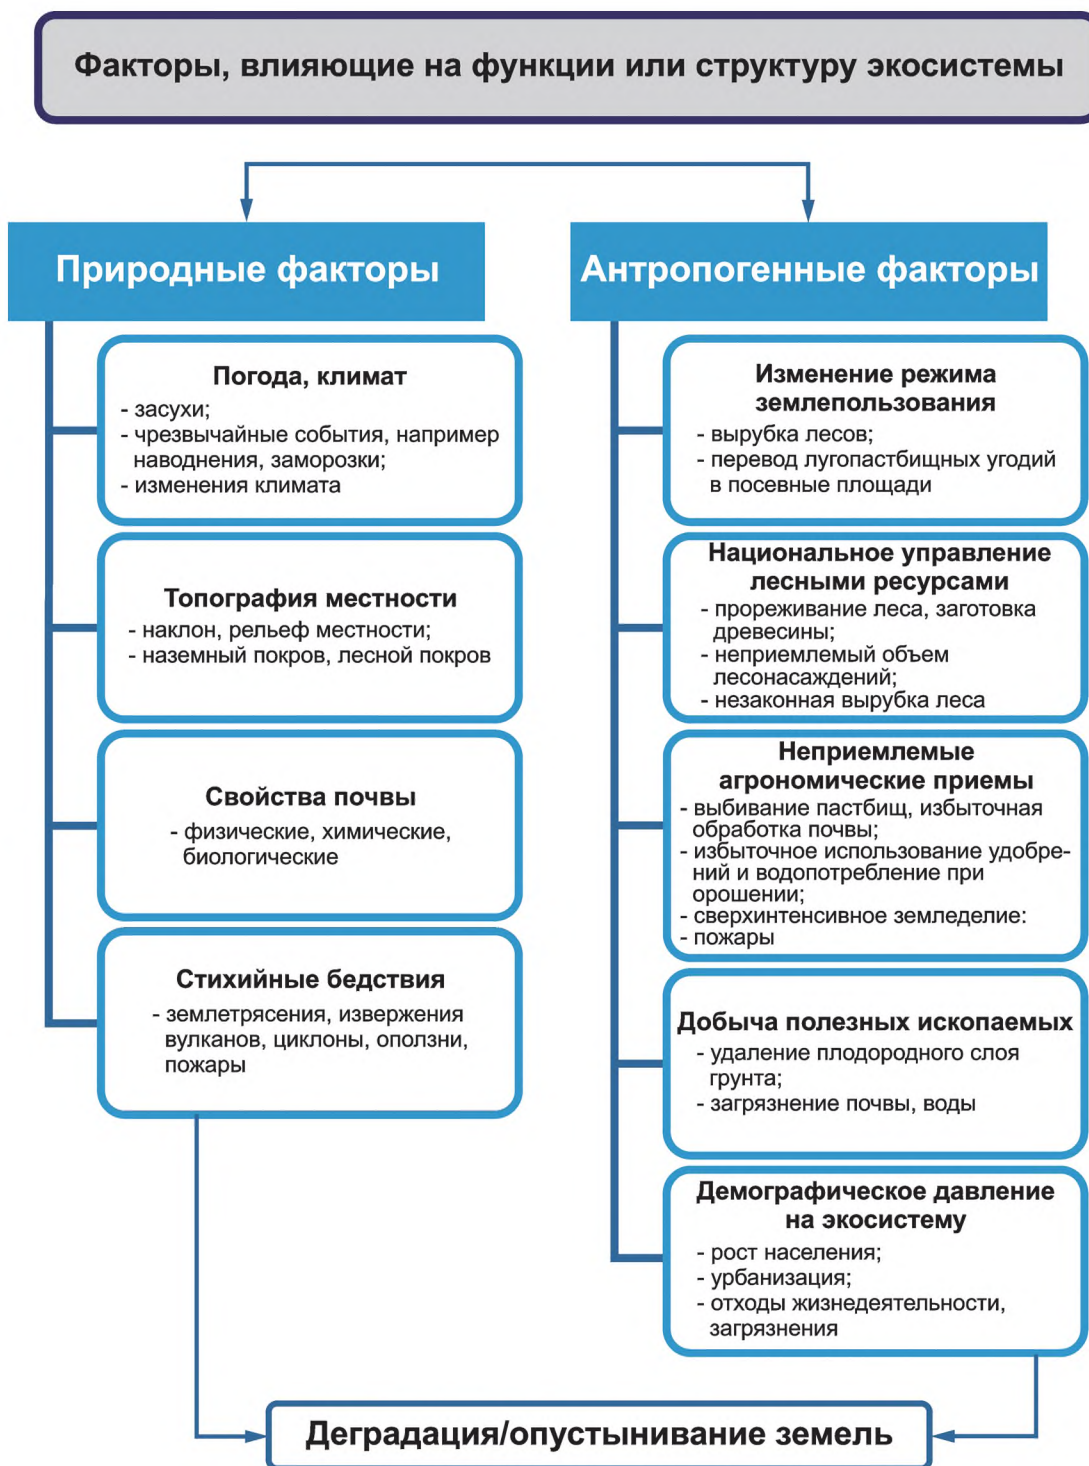 Факторы, влияющие на функции или структуру экосистемы
Природные факторы
Погода, климат
- засухи;
- чрезвычайные события, например
наводнения, заморозки;
- изменения климата
Топография местности
- наклон, рельеф местности;
- наземный покров, лесной покров
Свойства почвы
- физические, химические,
биологические
Стихийные бедствия
- землетрясения, извержения
вулканов, циклоны, оползни,
пожары
Антропогенные факторы
Изменение режима
землепользования
- вырубка лесов;
- перевод лугопастбищных угодий
в посевные площади
Национальное управление
лесными ресурсами
- прореживание леса, заготовка
древесины;
- неприемлемый объем
лесонасаждений;
- незаконная вырубка леса
Неприемлемые
агрономические приемы
- выбивание пастбищ, избыточная
обработка почвы;
- избыточное использование удобре-
ний и водопотребление при
орошении;
- сверхинтенсивное земледелие:
- пожары
Добыча полезных ископаемых
- удаление плодородного слоя
грунта;
- загрязнение почвы, воды
Демографическое давление
на экосистему
- рост населения;
- урбанизация;
- отходы жизнедеятельности,
загрязнения
Деградация/опустынивание земель